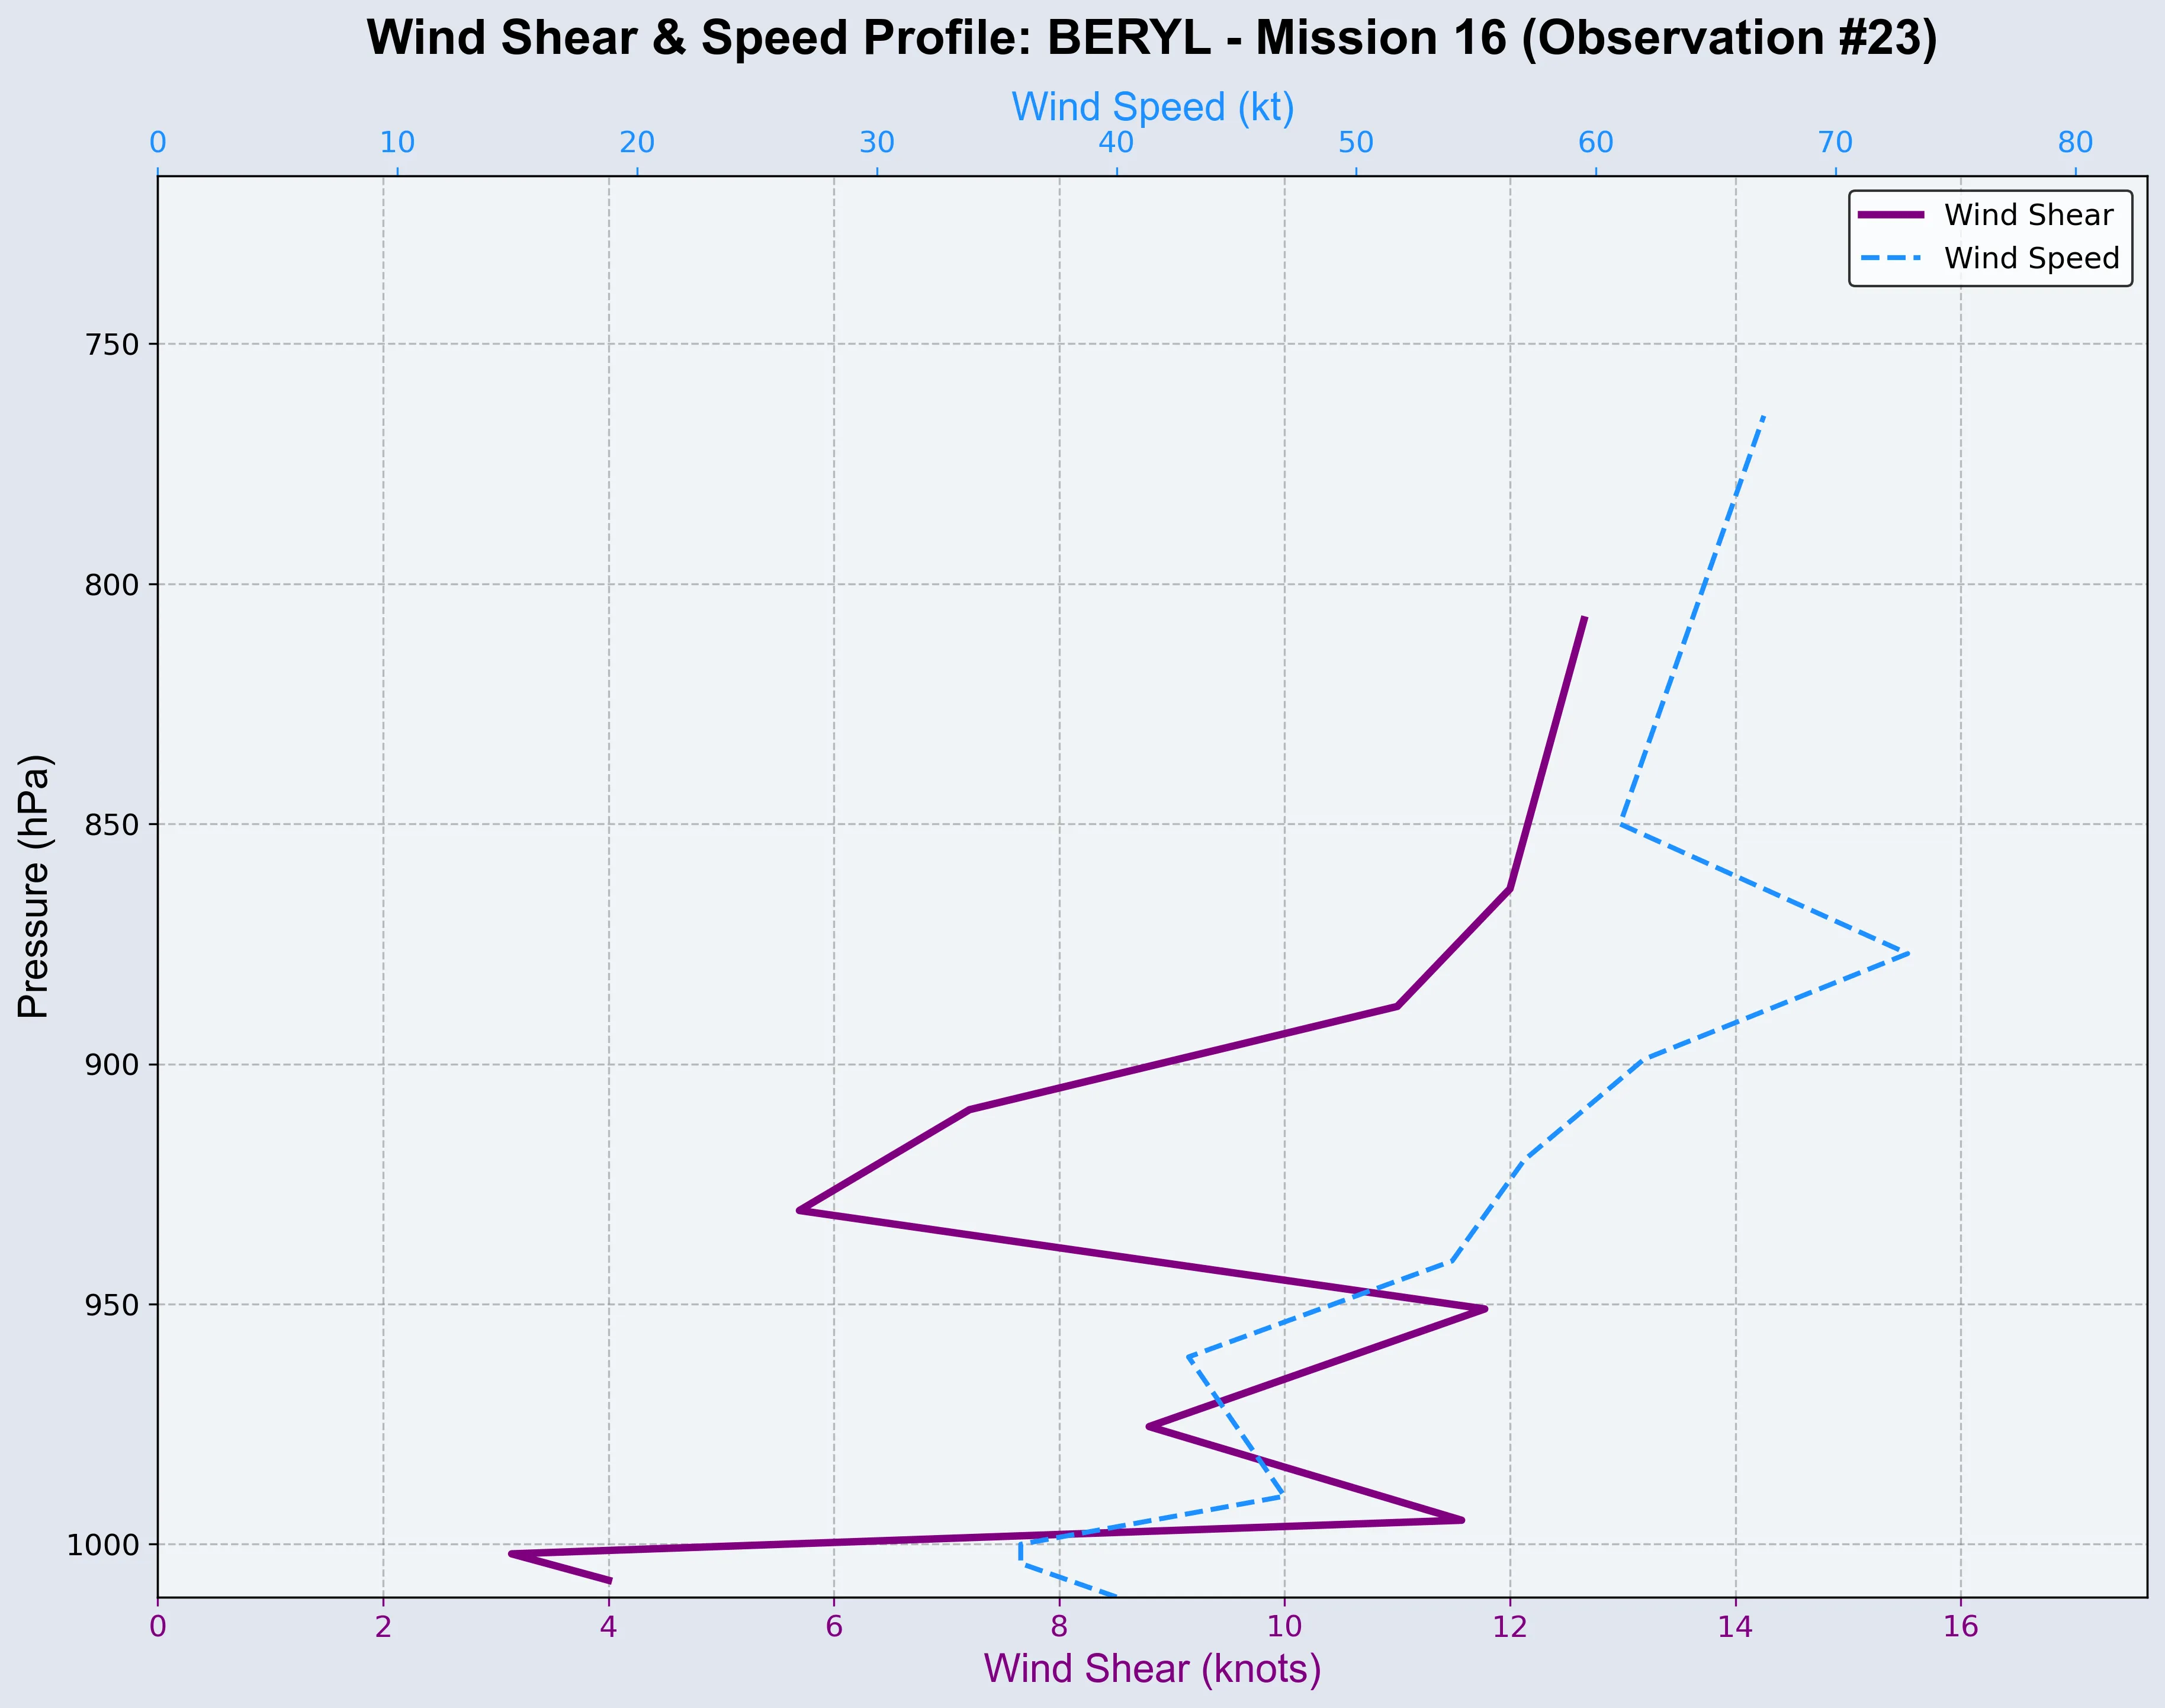 Wind Shear & Speed Profile: BERYL - Mission 16 (Observation #23)
Wind Speed (kt)
0 10 20 30 40 50 60 70 80
Wind Shear
Wind Speed
750
800
850
900
950
1000
Pressure (hPa)
0 2 4 6 8 10 12 14 16
Wind Shear (knots)